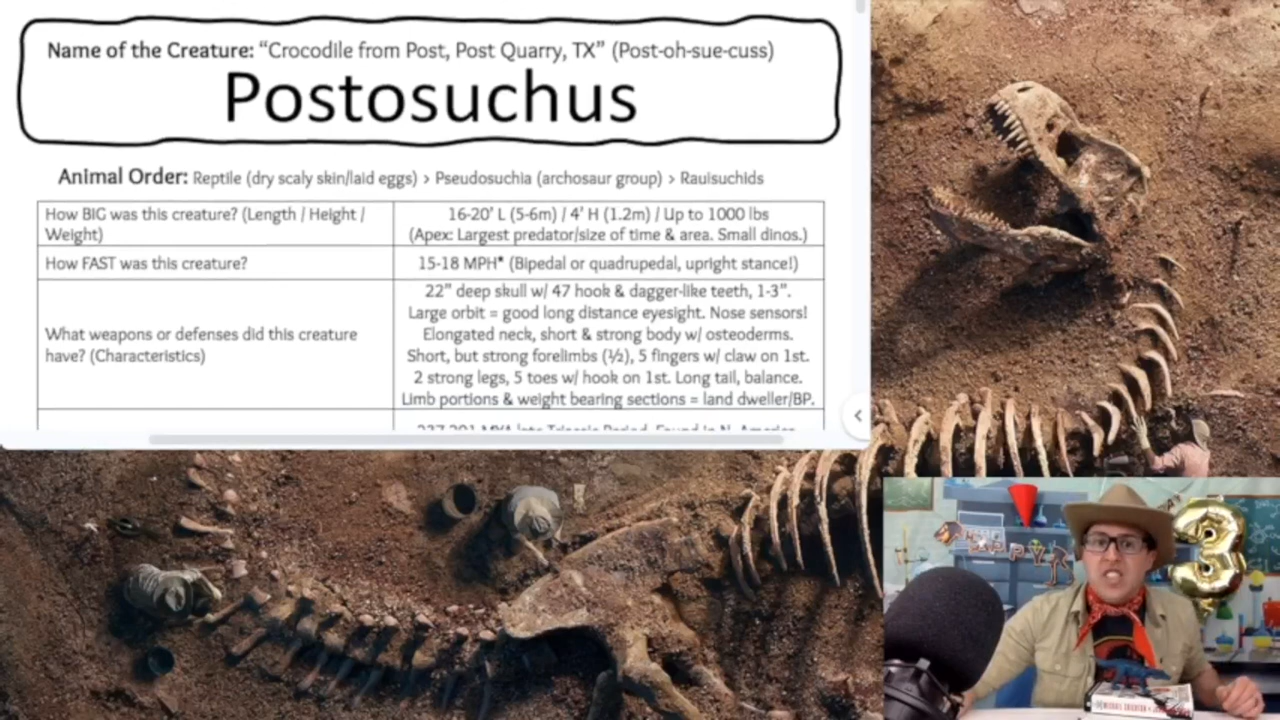 Name of the Creature: “Crocodile from Post, Post Quarry, TX” (Post-oh-sue-cuss)
Postosuchus
Animal Order: Reptile (dry scaly skin/laid eggs) > Pseudosuchia (archosaur group) > Rauisuchids
How BIG was this creature? (Length / Height /
Weight)
16-20’ L (5-6m) / 4’ H (1.2m) / Up to 1000 lbs
(Apex: Largest predator/size of time & area. Small dinos.)
How FAST was this creature?
15-18 MPH* (Bipedal or quadrupedal, upright stance!)
What weapons or defenses did this creature
have? (Characteristics)
22” deep skull w/ 47 hook & dagger-like teeth, 1-3”.
Large orbit = good long distance eyesight. Nose sensors!
Elongated neck, short & strong body w/ osteoderms.
Short, but strong forelimbs (½), 5 fingers w/ claw on 1st.
2 strong legs, 5 toes w/ hook on 1st. Long tail, balance.
Limb portions & weight bearing sections = land dweller/BP.
HAPPY
3